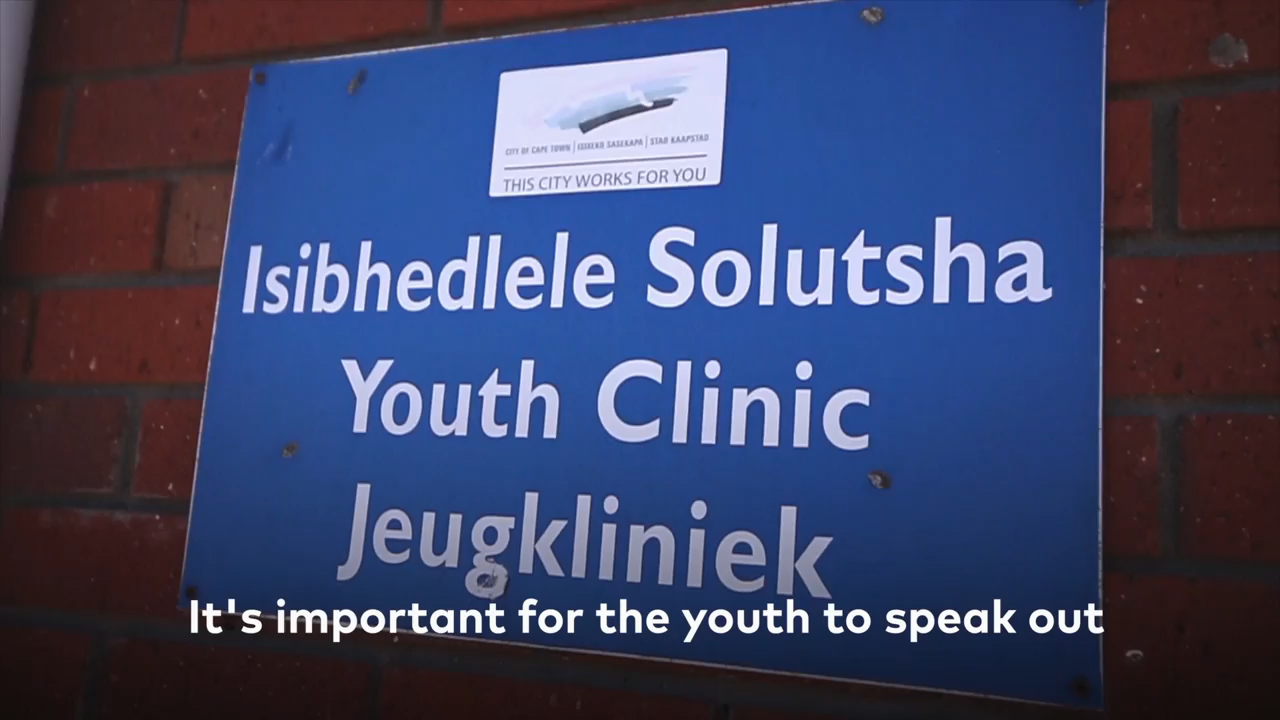 CITY OF CAPE TOWN | ISIXEKO SASEKAPA | STAD KAAPSTAD
THIS CITY WORKS FOR YOU
Isibhedlele Solutsha
Youth Clinic
Jeugkliniek
It's important for the youth to speak out